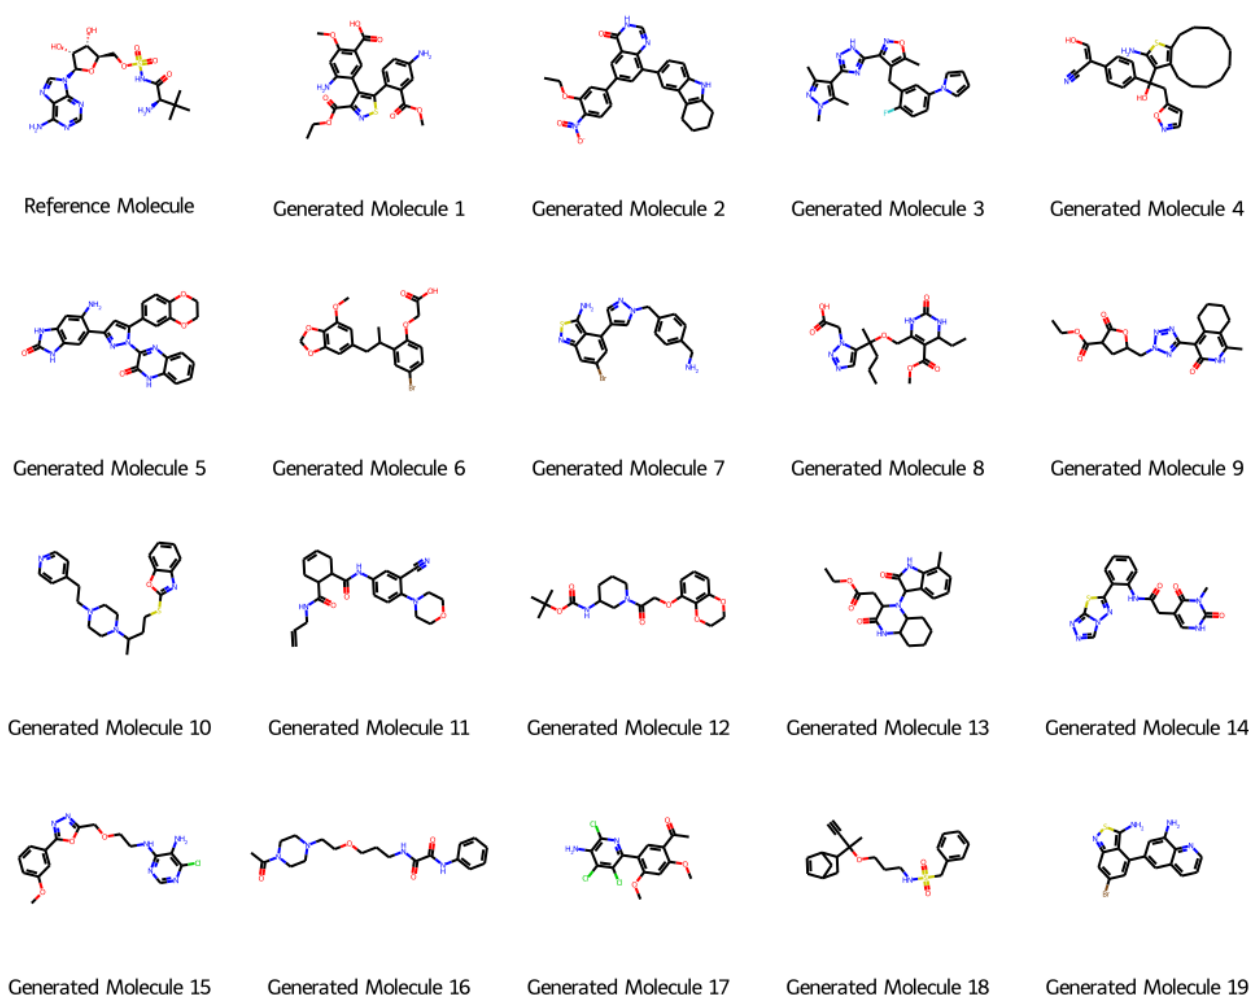 Reference Molecule
Generated Molecule 1
Generated Molecule 2
Generated Molecule 3
Generated Molecule 4
Generated Molecule 5
Generated Molecule 6
Generated Molecule 7
Generated Molecule 8
Generated Molecule 9
Generated Molecule 10
Generated Molecule 11
Generated Molecule 12
Generated Molecule 13
Generated Molecule 14
Generated Molecule 15
Generated Molecule 16
Generated Molecule 17
Generated Molecule 18
Generated Molecule 19